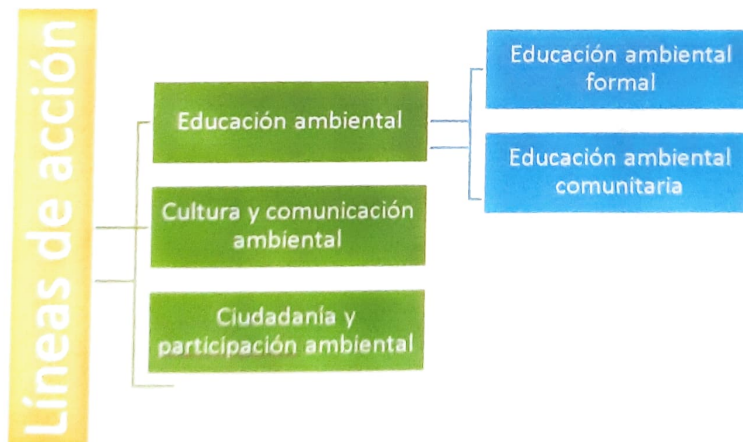 Líneas de acción
Educación ambiental
Cultura y comunicación
ambiental
Ciudadanía y
participación ambiental
Educación ambiental
formal
Educación ambiental
comunitaria